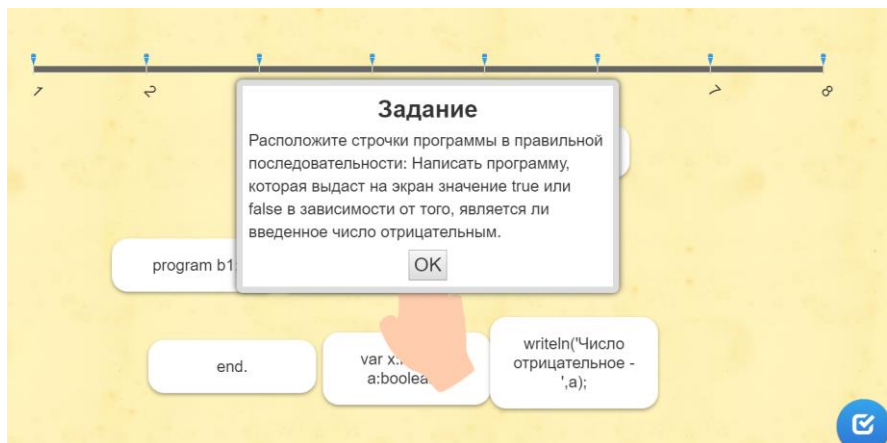 1
2
7
8
Задание
Расположите строчки программы в правильной
последовательности: Написать программу,
которая выдаст на экран значение true или
false в зависимости от того, является ли
введенное число отрицательным.
OK
program b1
end.
var x:
a:boolea
writeln('Число
отрицательное -
',a);